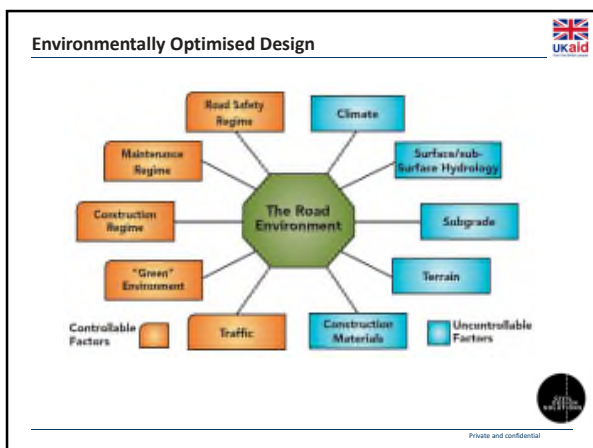 Environmentally Optimised Design
UKaid
Road Safety
Regime
Climate
Maintenance
Regime
Surface/sub-
Surface Hydrology
Construction
Regime
The Road
Environment
Subgrade
"Green"
Environment
Terrain
Controllable
Factors
Traffic
Construction
Materials
Uncontrollable
Factors
Private and confidential